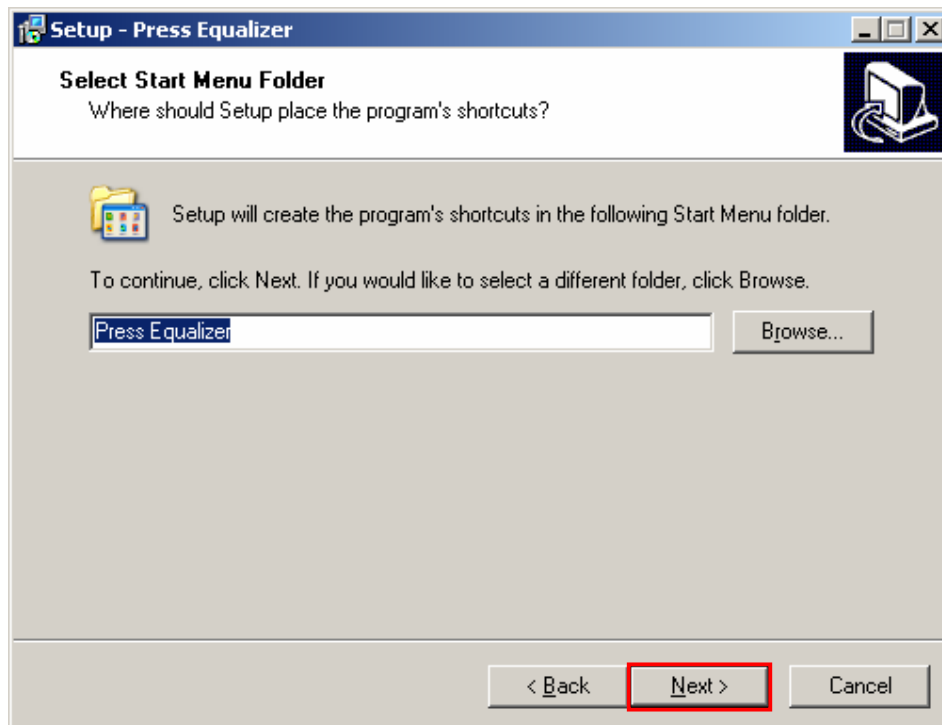 Setup - Press Equalizer
Select Start Menu Folder
Where should Setup place the program's shortcuts?
Setup will create the program's shortcuts in the following Start Menu folder.
To continue, click Next. If you would like to select a different folder, click Browse.
Press Equalizer
Browse...
< Back
Next >
Cancel